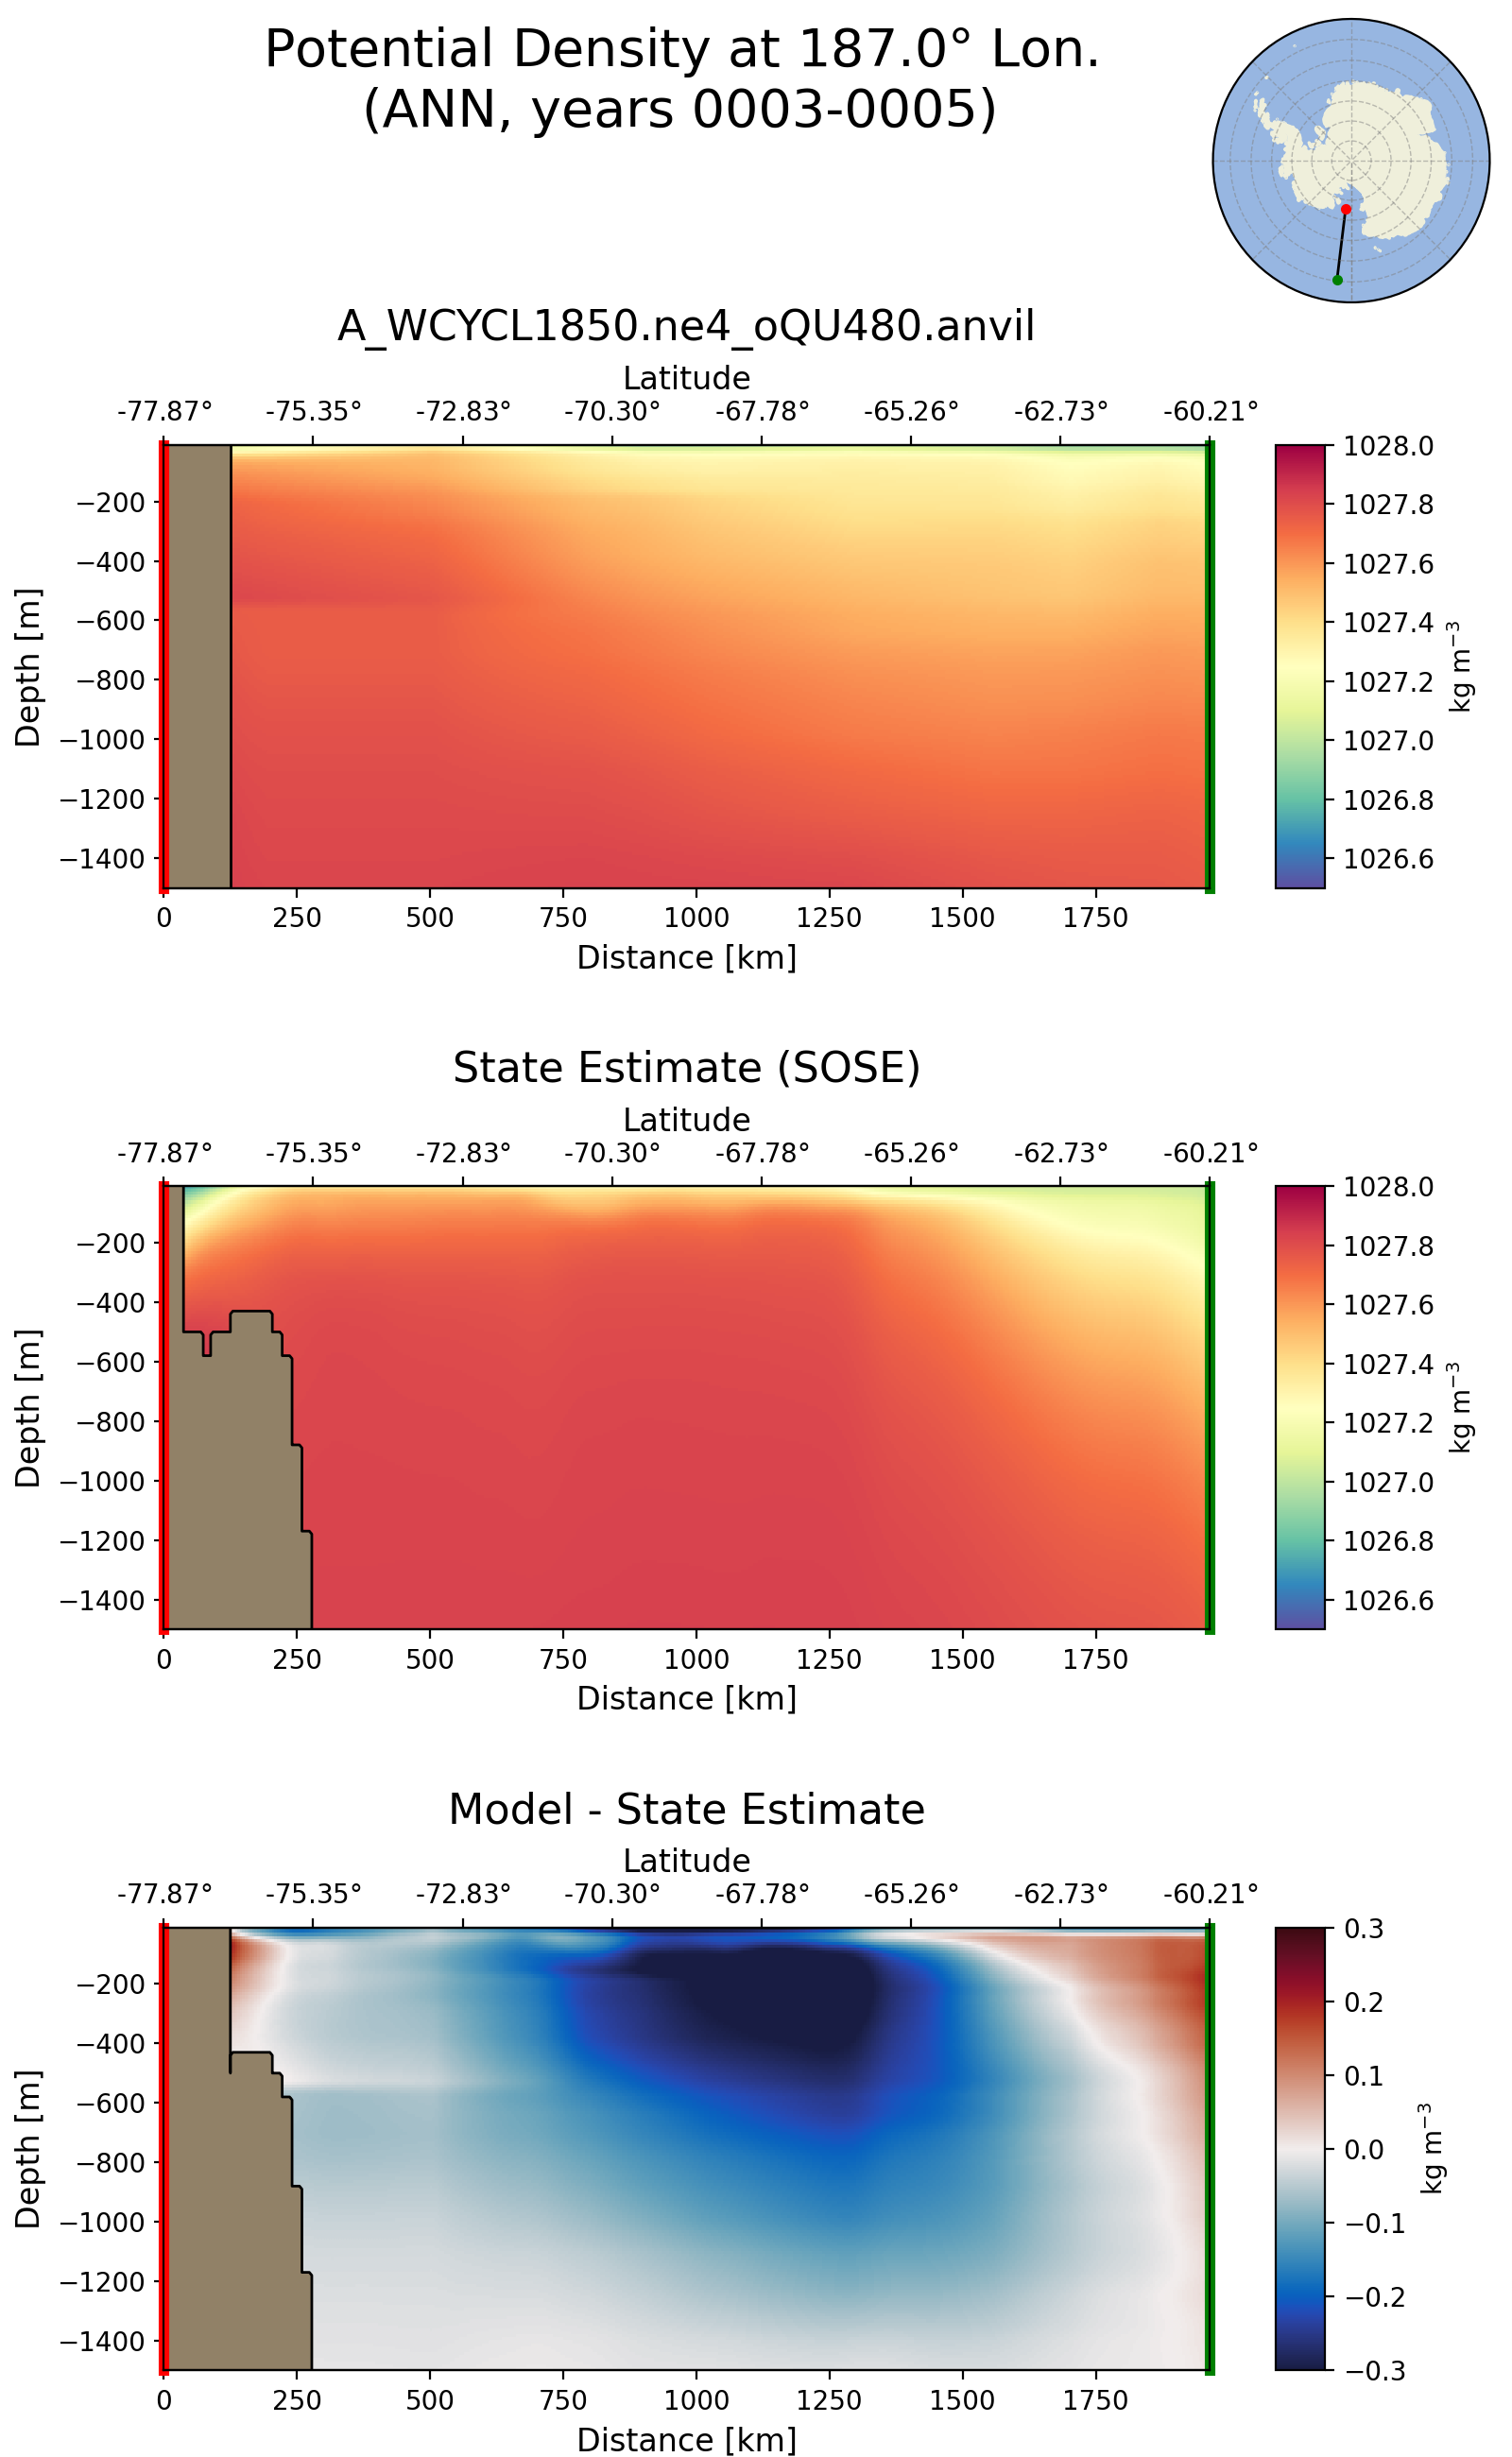 Potential Density at 187.0° Lon.
(ANN, years 0003-0005)
A_WCYCL1850.ne4_oQU480.anvil
Latitude
-77.87° -75.35° -72.83° -70.30° -67.78° -65.26° -62.73° -60.21°
Depth [m]
−200
−400
−600
−800
−1000
−1200
−1400
0 250 500 750 1000 1250 1500 1750
Distance [km]
1028.0
1027.8
1027.6
1027.4
1027.2
1027.0
1026.8
1026.6
kg m⁻³
State Estimate (SOSE)
Latitude
-77.87° -75.35° -72.83° -70.30° -67.78° -65.26° -62.73° -60.21°
Depth [m]
−200
−400
−600
−800
−1000
−1200
−1400
0 250 500 750 1000 1250 1500 1750
Distance [km]
1028.0
1027.8
1027.6
1027.4
1027.2
1027.0
1026.8
1026.6
kg m⁻³
Model - State Estimate
Latitude
-77.87° -75.35° -72.83° -70.30° -67.78° -65.26° -62.73° -60.21°
Depth [m]
−200
−400
−600
−800
−1000
−1200
−1400
0 250 500 750 1000 1250 1500 1750
Distance [km]
0.3
0.2
0.1
0.0
−0.1
−0.2
−0.3
kg m⁻³